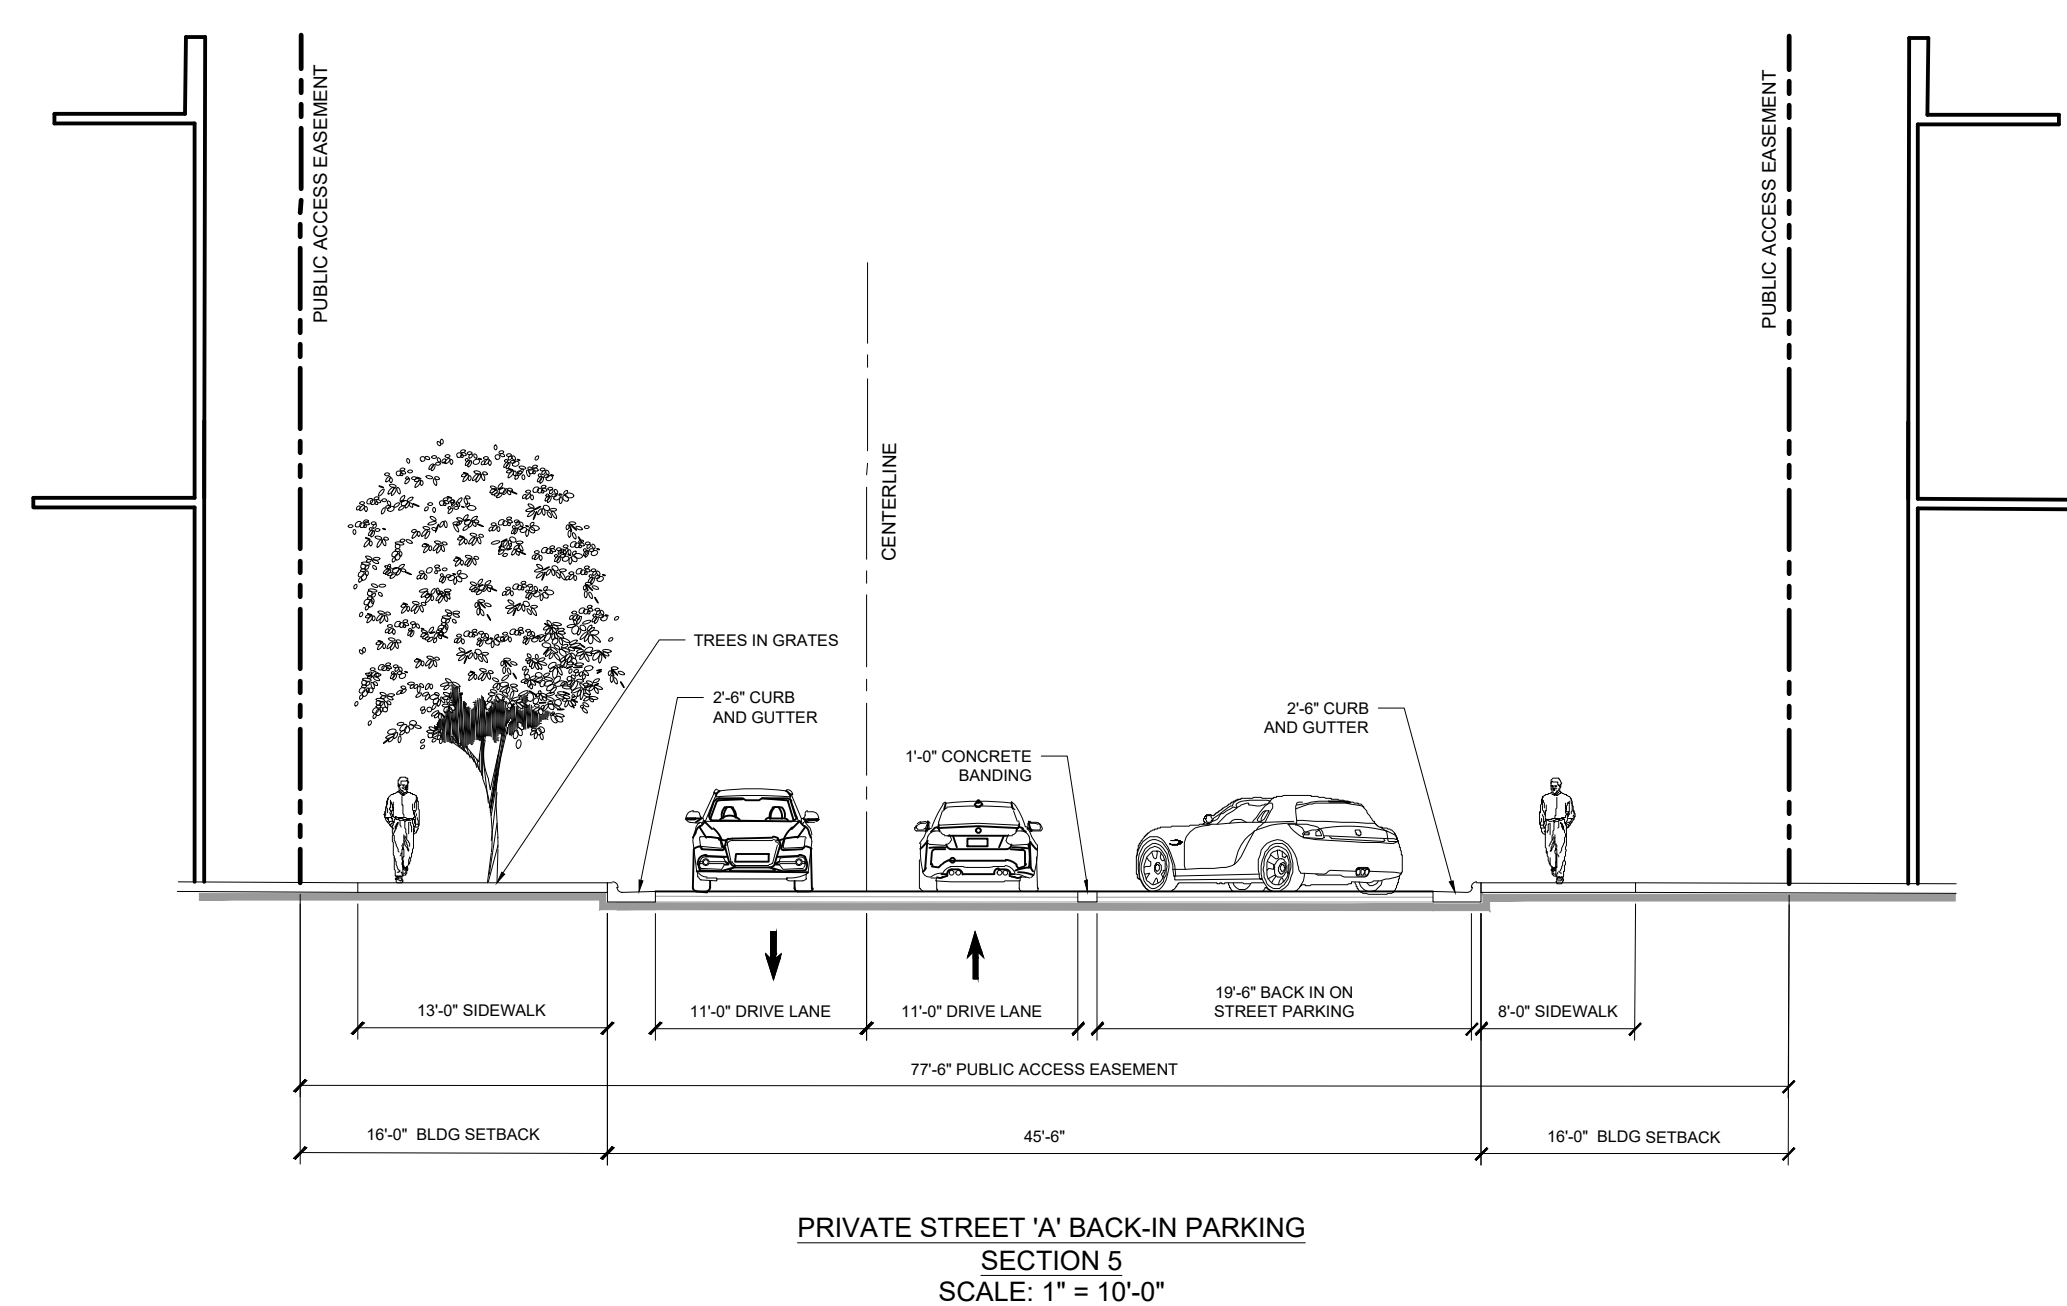 PUBLIC ACCESS EASEMENT
PUBLIC ACCESS EASEMENT
CENTERLINE
TREES IN GRATES
2'-6" CURB
AND GUTTER
2'-6" CURB
AND GUTTER
1'-0" CONCRETE
BANDING
13'-0" SIDEWALK
11'-0" DRIVE LANE
11'-0" DRIVE LANE
19'-6" BACK IN ON
STREET PARKING
8'-0" SIDEWALK
77'-6" PUBLIC ACCESS EASEMENT
16'-0" BLDG SETBACK
45'-6"
16'-0" BLDG SETBACK
PRIVATE STREET 'A' BACK-IN PARKING
SECTION 5
SCALE: 1" = 10'-0"